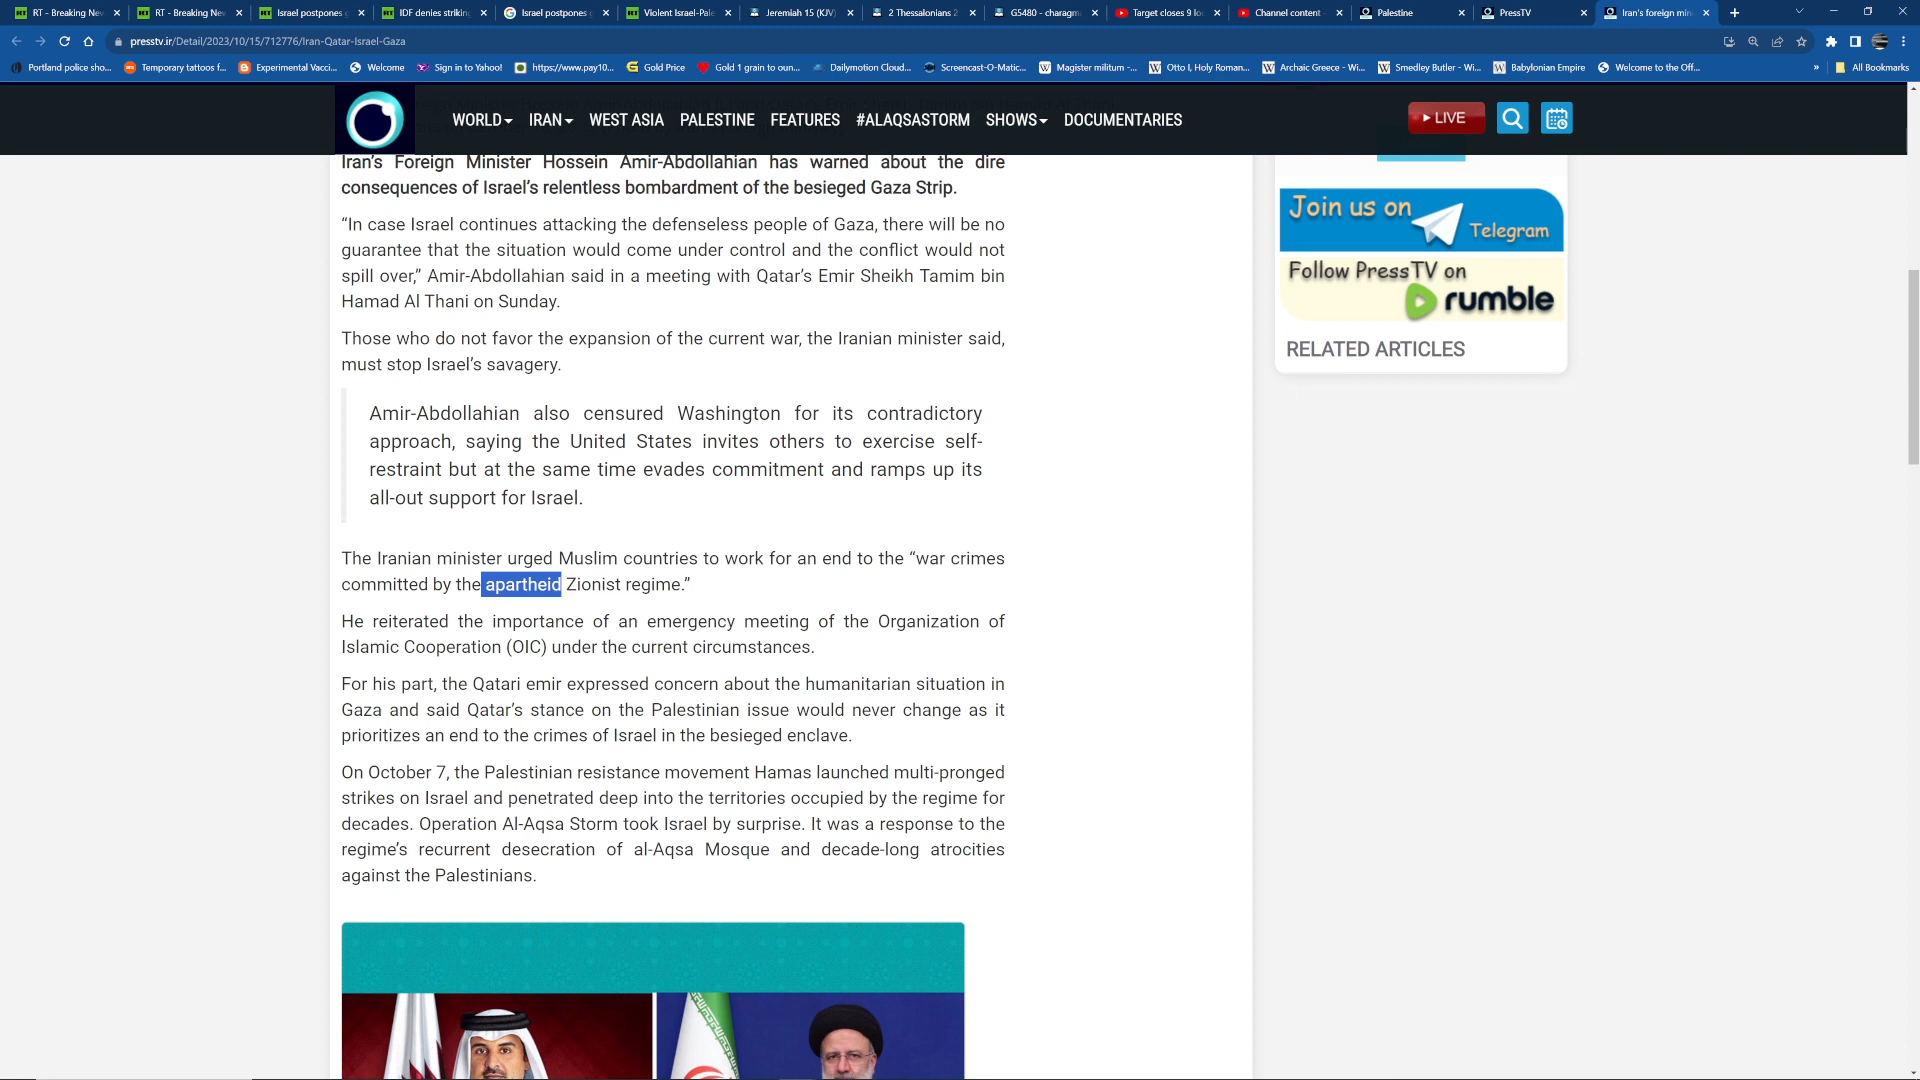 RT - Breaking Nev
RT - Breaking Nev
Israel postpones g
IDF denies striking
Israel postpones g
Violent Israel-Pale
Jeremiah 15 (KJV)
2 Thessalonians 2
G5480 - charagm
Target closes 9 lo
Channel content
Palestine
PressTV
Iran's foreign min
presstv.ir/Detail/2023/10/15/712776/Iran-Qatar-Israel-Gaza
Portland police sho...
Temporary tattoos f...
Experimental Vacci...
Welcome
Sign in to Yahoo!
https://www.pay10...
Gold Price
Gold 1 grain to oun...
Dailymotion Cloud...
Screencast-O-Matic...
Magister militum -...
Otto I, Holy Roman...
Archaic Greece - Wi...
Smedley Butler - Wi...
Babylonian Empire
Welcome to the Off...
»
All Bookmarks
WORLD
IRAN
WEST ASIA
PALESTINE
FEATURES
#ALAQSASTORM
SHOWS
DOCUMENTARIES
LIVE
Iran's Foreign Minister Hossein Amir-Abdollahian has warned about the dire
consequences of Israel's relentless bombardment of the besieged Gaza Strip.
“In case Israel continues attacking the defenseless people of Gaza, there will be no
guarantee that the situation would come under control and the conflict would not
spill over,” Amir-Abdollahian said in a meeting with Qatar's Emir Sheikh Tamim bin
Hamad Al Thani on Sunday.
Those who do not favor the expansion of the current war, the Iranian minister said,
must stop Israel's savagery.
Amir-Abdollahian also censured Washington for its contradictory
approach, saying the United States invites others to exercise self-
restraint but at the same time evades commitment and ramps up its
all-out support for Israel.
The Iranian minister urged Muslim countries to work for an end to the “war crimes
committed by the apartheid Zionist regime.”
He reiterated the importance of an emergency meeting of the Organization of
Islamic Cooperation (OIC) under the current circumstances.
For his part, the Qatari emir expressed concern about the humanitarian situation in
Gaza and said Qatar's stance on the Palestinian issue would never change as it
prioritizes an end to the crimes of Israel in the besieged enclave.
On October 7, the Palestinian resistance movement Hamas launched multi-pronged
strikes on Israel and penetrated deep into the territories occupied by the regime for
decades. Operation Al-Aqsa Storm took Israel by surprise. It was a response to the
regime's recurrent desecration of al-Aqsa Mosque and decade-long atrocities
against the Palestinians.
Join us on
Telegram
Follow PressTV on
rumble
RELATED ARTICLES